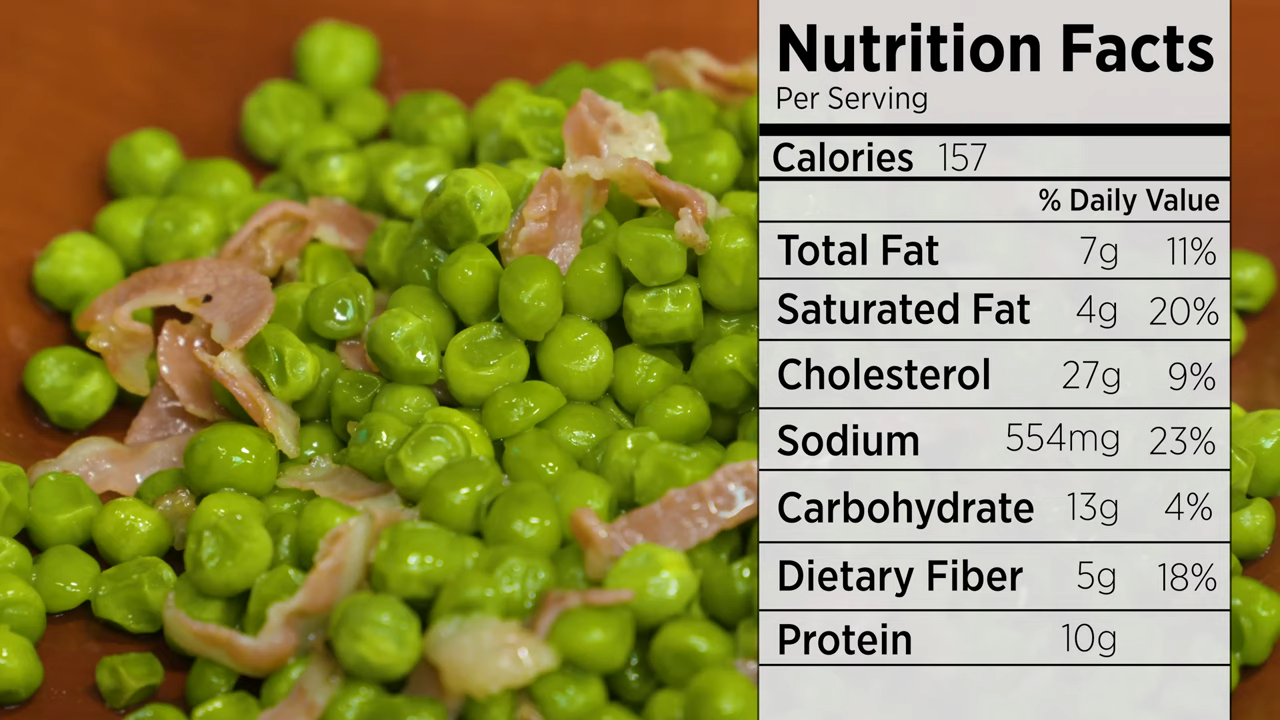 Nutrition Facts
Per Serving
Calories 157
% Daily Value
Total Fat 7g 11%
Saturated Fat 4g 20%
Cholesterol 27g 9%
Sodium 554mg 23%
Carbohydrate 13g 4%
Dietary Fiber 5g 18%
Protein 10g